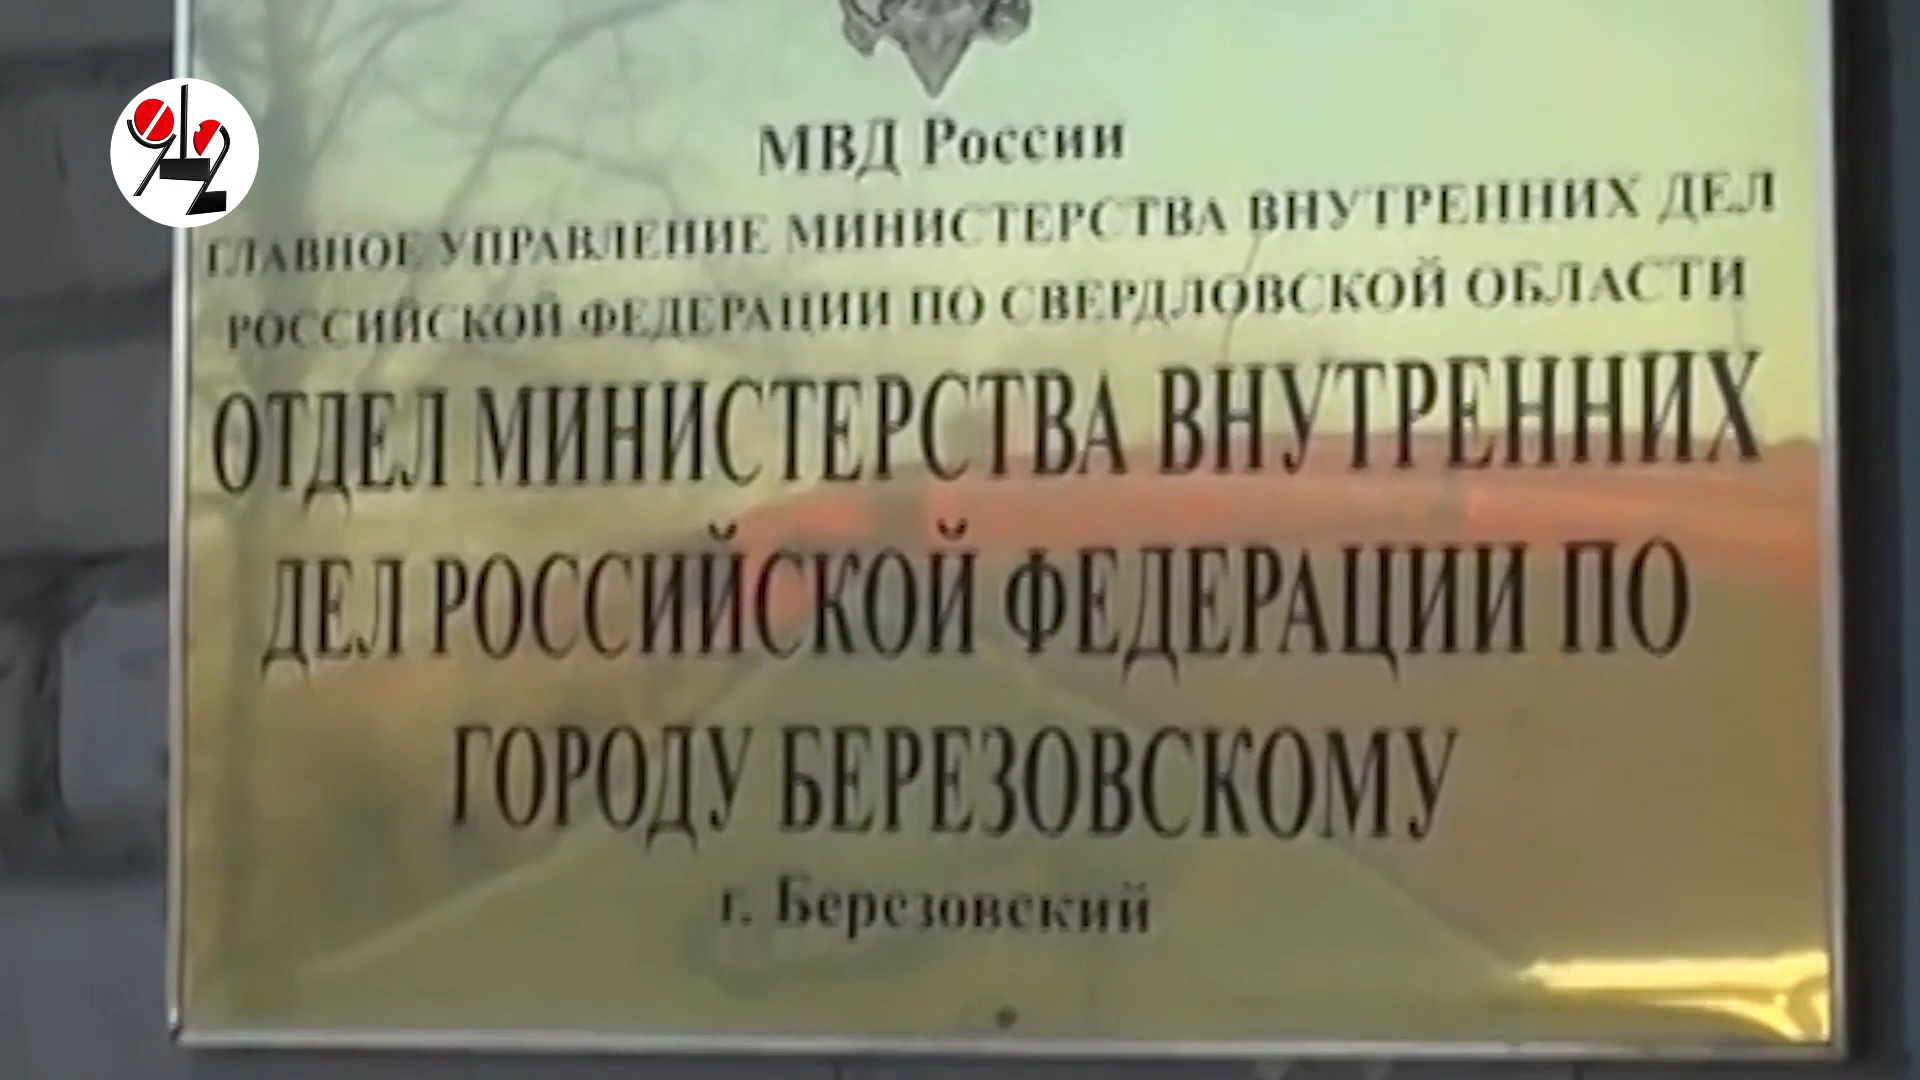 МВД России
ГЛАВНОЕ УПРАВЛЕНИЕ МИНИСТЕРСТВА ВНУТРЕННИХ ДЕЛ
РОССИЙСКОЙ ФЕДЕРАЦИИ ПО СВЕРДЛОВСКОЙ ОБЛАСТИ
ОТДЕЛ МИНИСТЕРСТВА ВНУТРЕННИХ
ДЕЛ РОССИЙСКОЙ ФЕДЕРАЦИИ ПО
ГОРОДУ БЕРЕЗОВСКОМУ
г. Березовский